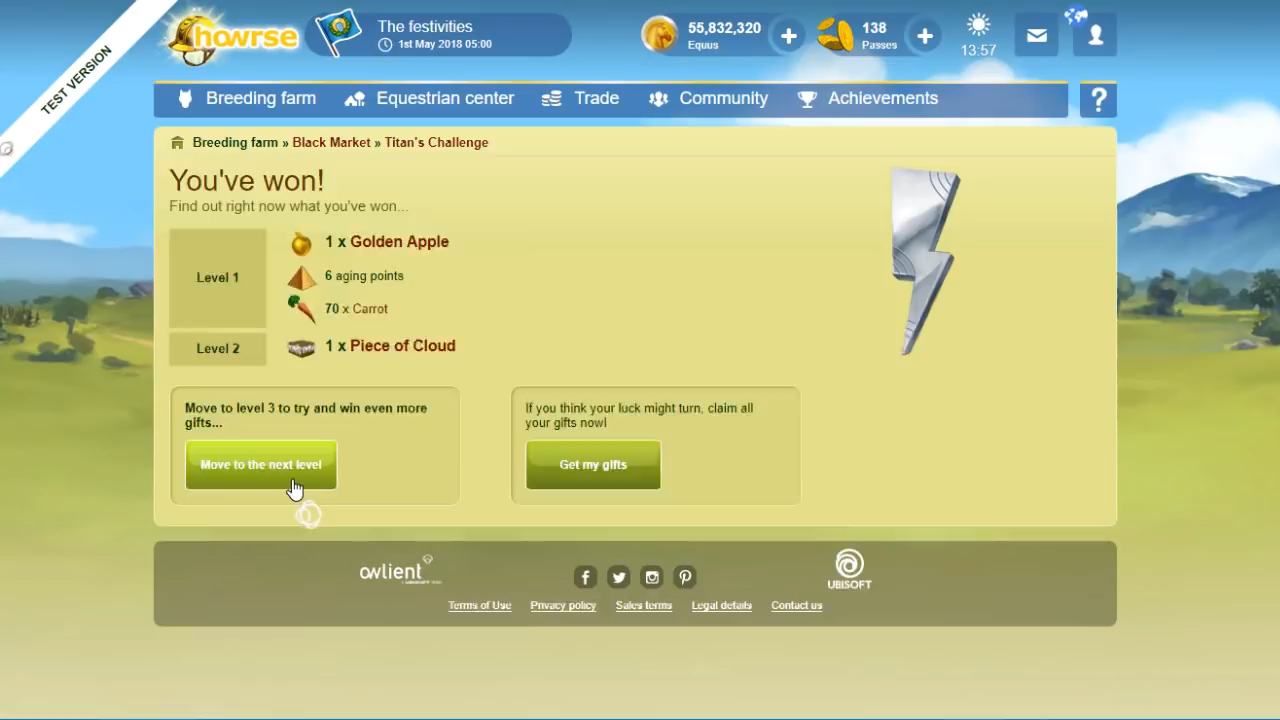 TEST VERSION
howrse
The festivities
1st May 2018 05:00
55,832,320
Equus
138
Passes
13:57
Breeding farm
Equestrian center
Trade
Community
Achievements
?
Breeding farm » Black Market » Titan's Challenge
You've won!
Find out right now what you've won...
Level 1
1 x Golden Apple
6 aging points
70 x Carrot
Level 2
1 x Piece of Cloud
Move to level 3 to try and win even more
gifts...
Move to the next level
If you think your luck might turn, claim all
your gifts now!
Get my gifts
owlient
UBISOFT
Terms of Use
Privacy policy
Sales terms
Legal details
Contact us